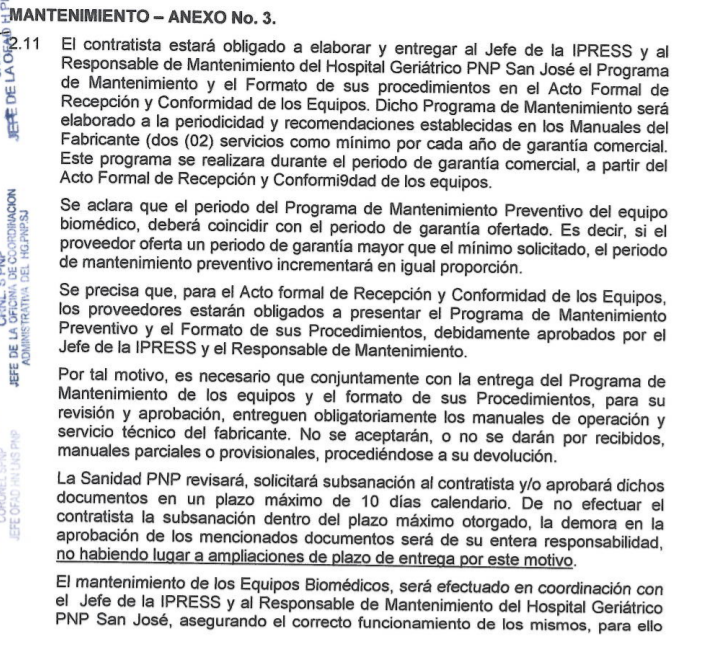 MANTENIMIENTO – ANEXO No. 3.
2.11 El contratista estará obligado a elaborar y entregar al Jefe de la IPRESS y al
Responsable de Mantenimiento del Hospital Geriátrico PNP San José el Programa
de Mantenimiento y el Formato de sus procedimientos en el Acto Formal de
Recepción y Conformidad de los Equipos. Dicho Programa de Mantenimiento será
elaborado a la periodicidad y recomendaciones establecidas en los Manuales del
Fabricante (dos (02) servicios como mínimo por cada año de garantía comercial.
Este programa se realizara durante el periodo de garantía comercial, a partir del
Acto Formal de Recepción y Conformi9dad de los equipos.
Se aclara que el periodo del Programa de Mantenimiento Preventivo del equipo
biomédico, deberá coincidir con el periodo de garantía ofertado. Es decir, si el
proveedor oferta un periodo de garantía mayor que el mínimo solicitado, el periodo
de mantenimiento preventivo incrementará en igual proporción.
Se precisa que, para el Acto formal de Recepción y Conformidad de los Equipos,
los proveedores estarán obligados a presentar el Programa de Mantenimiento
Preventivo y el Formato de sus Procedimientos, debidamente aprobados por el
Jefe de la IPRESS y el Responsable de Mantenimiento.
Por tal motivo, es necesario que conjuntamente con la entrega del Programa de
Mantenimiento de los equipos y el formato de sus Procedimientos, para su
revisión y aprobación, entreguen obligatoriamente los manuales de operación y
servicio técnico del fabricante. No se aceptarán, o no se darán por recibidos,
manuales parciales o provisionales, procediéndose a su devolución.
La Sanidad PNP revisará, solicitará subsanación al contratista y/o aprobará dichos
documentos en un plazo máximo de 10 días calendario. De no efectuar el
contratista la subsanación dentro del plazo máximo otorgado, la demora en la
aprobación de los mencionados documentos será de su entera responsabilidad,
no habiendo lugar a ampliaciones de plazo de entrega por este motivo.
El mantenimiento de los Equipos Biomédicos, será efectuado en coordinación con
el Jefe de la IPRESS y al Responsable de Mantenimiento del Hospital Geriátrico
PNP San José, asegurando el correcto funcionamiento de los mismos, para ello
JEFE DE LA OFAD H.P
JEFE DE LA OFICINA DE COORDINACION
ADMINISTRATIVA DEL HG.PNP.SJ